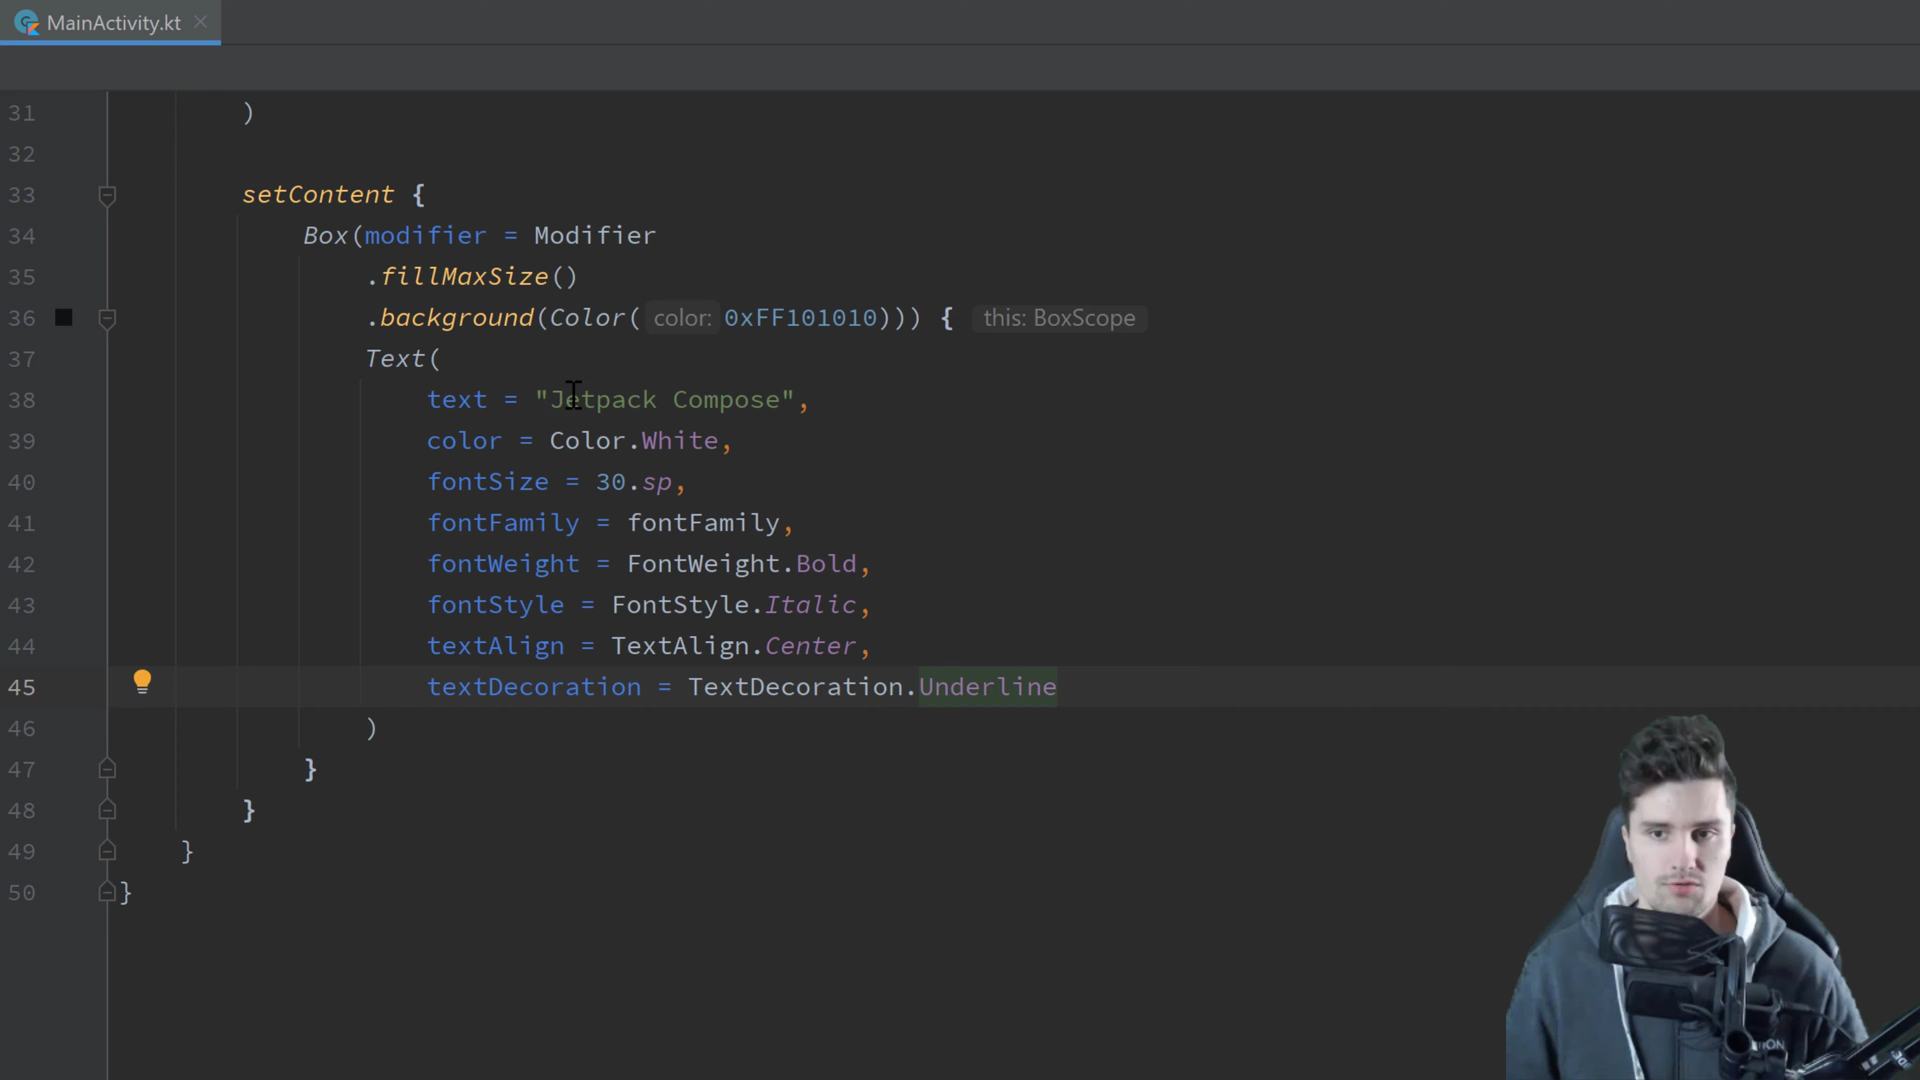 MainActivity.kt
31 )
32
33 setContent {
34 Box(modifier = Modifier
35 .fillMaxSize()
36 .background(Color( color: 0xFF101010))) { this: BoxScope
37 Text(
38 text = "Jetpack Compose",
39 color = Color.White,
40 fontSize = 30.sp,
41 fontFamily = fontFamily,
42 fontWeight = FontWeight.Bold,
43 fontStyle = FontStyle.Italic,
44 textAlign = TextAlign.Center,
45 textDecoration = TextDecoration.Underline
46 )
47 }
48 }
49 }
50 }